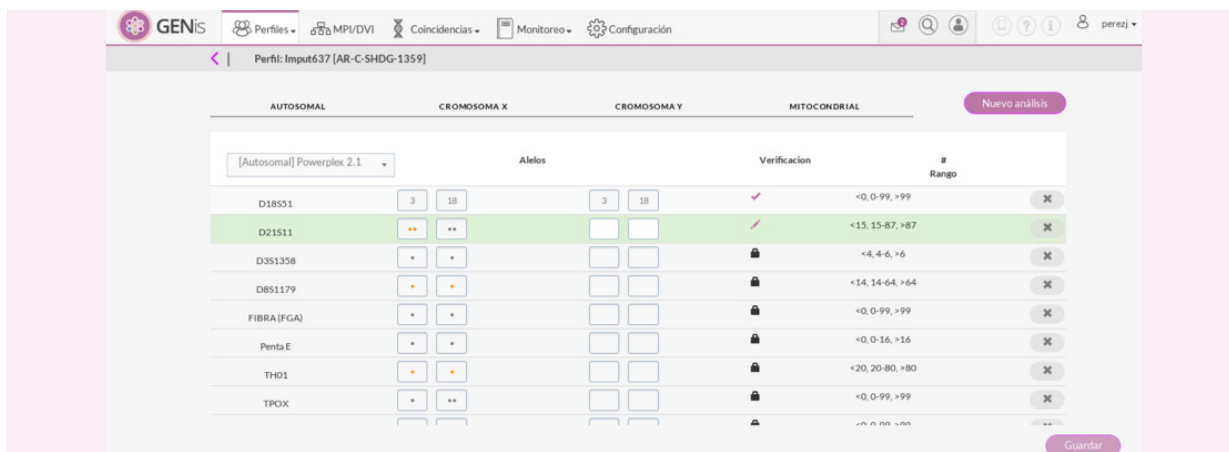 GENis Perfiles MPI/DVI Coincidencias Monitoreo Configuración 2 perezj
Perfil: Imput637 [AR-C-SHDG-1359]
AUTOSOMAL CROMOSOMA X CROMOSOMA Y MITOCONDRIAL Nuevo análisis
[Autosomal] Powerplex 2.1 Alelos Verificacion # Rango
D18S51 3 18 3 18 <0, 0-99, >99
D21S11 •• •• <15, 15-87, >87
D3S1358 • • <4, 4-6, >6
D8S1179 • • <14, 14-64, >64
FIBRA (FGA) • • <0, 0-99, >99
Penta E • • <0, 0-16, >16
TH01 • • <20, 20-80, >80
TPOX • •• <0, 0-99, >99
Guardar